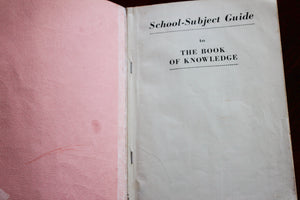 School-Subject Guide
to
THE BOOK
OF KNOWLEDGE